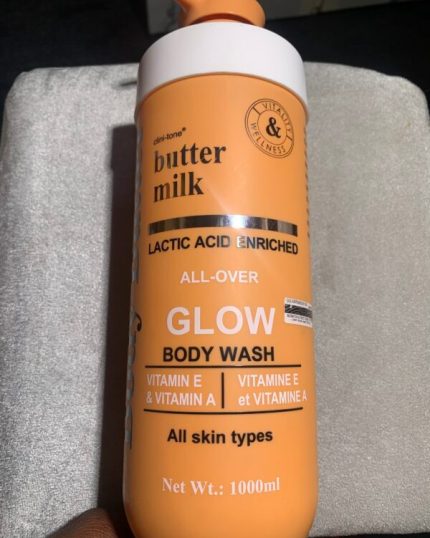 clini-tone®
butter
milk
VITALITY
&
WELLNESS
LACTIC ACID ENRICHED
ALL-OVER
GLOW
BODY WASH
VITAMIN E
& VITAMIN A
VITAMINE E
et VITAMINE A
All skin types
Net Wt.: 1000ml